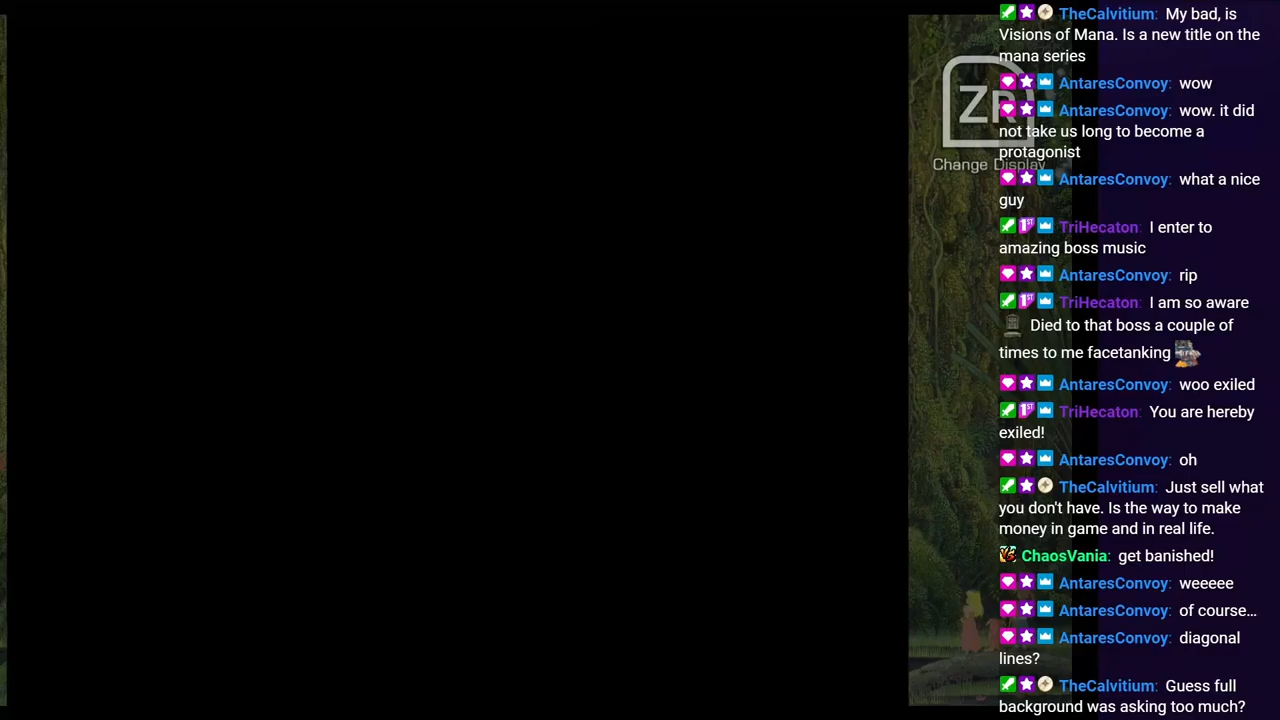 ZR
Change Display
TheCalvitium: My bad, is
Visions of Mana. Is a new title on the
mana series
AntaresConvoy: wow
AntaresConvoy: wow. it did
not take us long to become a
protagonist
AntaresConvoy: what a nice
guy
TriHecaton: I enter to
amazing boss music
AntaresConvoy: rip
TriHecaton: I am so aware
Died to that boss a couple of
times to me facetanking
AntaresConvoy: woo exiled
TriHecaton: You are hereby
exiled!
AntaresConvoy: oh
TheCalvitium: Just sell what
you don't have. Is the way to make
money in game and in real life.
ChaosVania: get banished!
AntaresConvoy: weeeee
AntaresConvoy: of course...
AntaresConvoy: diagonal
lines?
TheCalvitium: Guess full
background was asking too much?